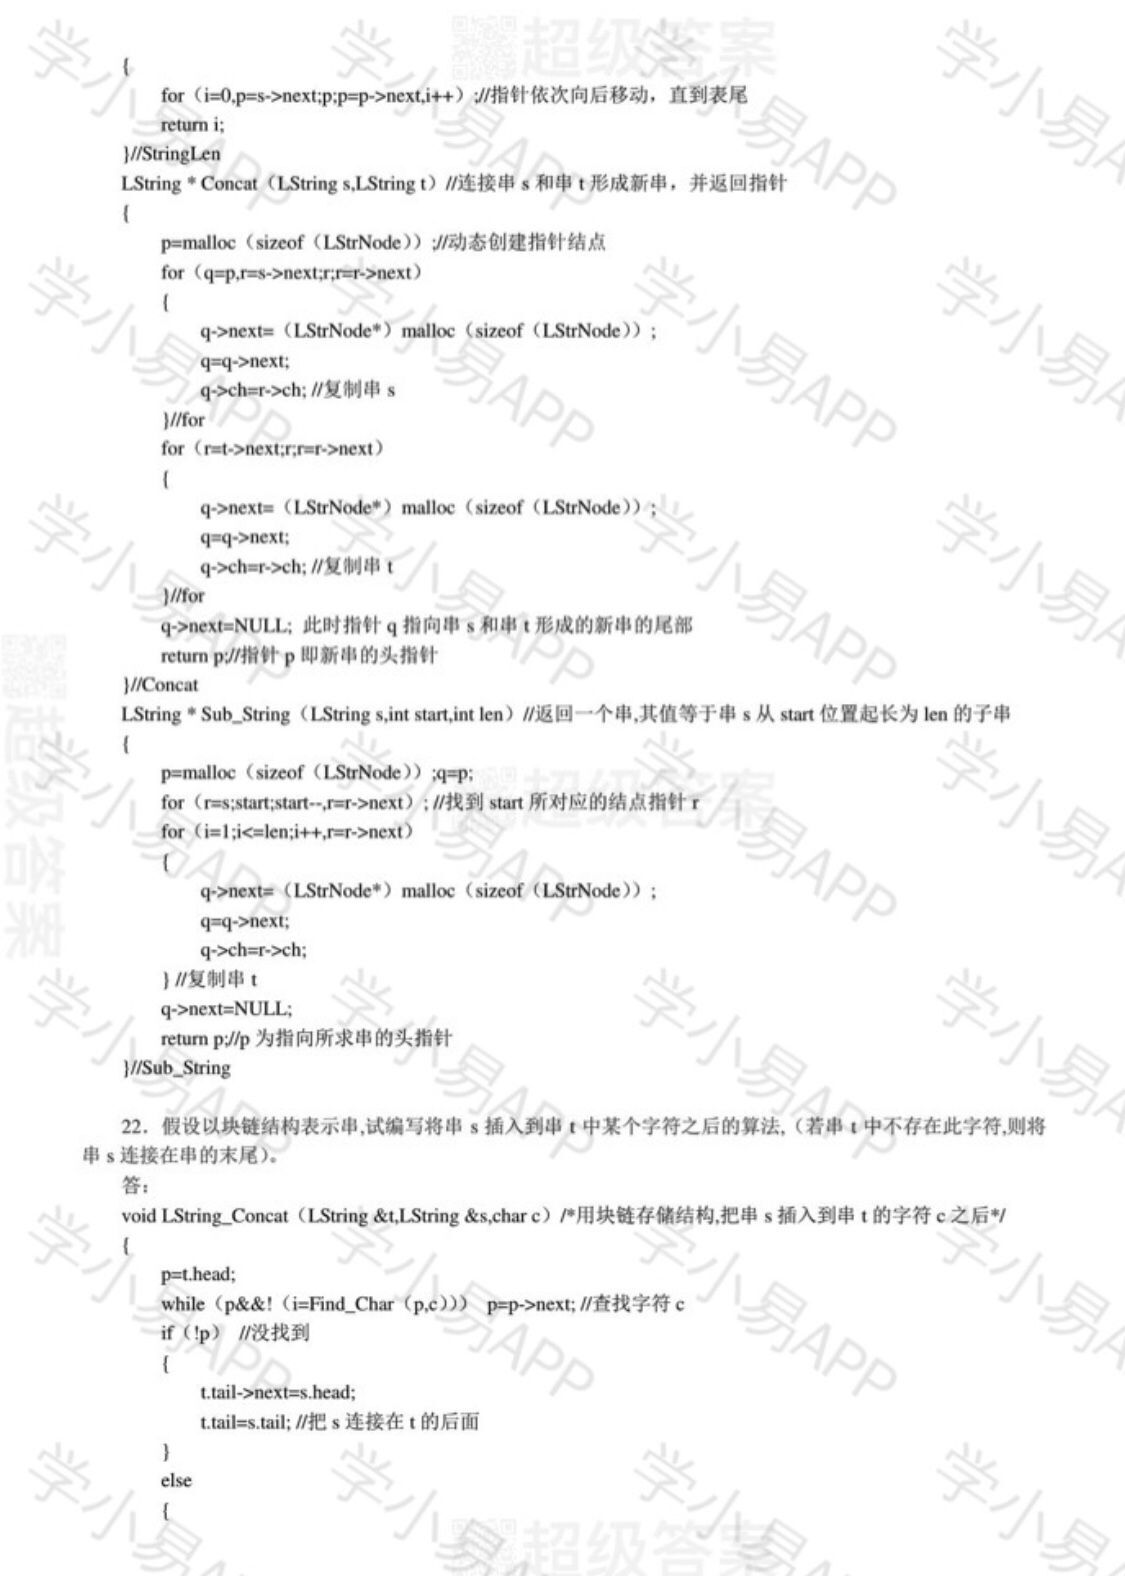 {
for（i=0,p=s->next;p;p=p->next,i++）;//指针依次向后移动，直到表尾
return i;
}//StringLen
LString * Concat（LString s,LString t）//连接串 s 和串 t 形成新串，并返回指针
{
p=malloc（sizeof（LStrNode））;//动态创建指针结点
for（q=p,r=s->next;r;r=r->next）
{
q->next=（LStrNode*）malloc（sizeof（LStrNode））;
q=q->next;
q->ch=r->ch; //复制串 s
}//for
for（r=t->next;r;r=r->next）
{
q->next=（LStrNode*）malloc（sizeof（LStrNode））;
q=q->next;
q->ch=r->ch; //复制串 t
}//for
q->next=NULL; 此时指针 q 指向串 s 和串 t 形成的新串的尾部
return p;//指针 p 即新串的头指针
}//Concat
LString * Sub_String（LString s,int start,int len）//返回一个串,其值等于串 s 从 start 位置起长为 len 的子串
{
p=malloc（sizeof（LStrNode））;q=p;
for（r=s;start;start--,r=r->next）; //找到 start 所对应的结点指针 r
for（i=1;i<=len;i++,r=r->next）
{
q->next=（LStrNode*）malloc（sizeof（LStrNode））;
q=q->next;
q->ch=r->ch;
} //复制串 t
q->next=NULL;
return p;//p 为指向所求串的头指针
}//Sub_String
22．假设以块链结构表示串,试编写将串 s 插入到串 t 中某个字符之后的算法,（若串 t 中不存在此字符,则将
串 s 连接在串的末尾)。
答：
void LString_Concat（LString &t,LString &s,char c）/*用块链存储结构,把串 s 插入到串 t 的字符 c 之后*/
{
p=t.head;
while（p&&!（i=Find_Char（p,c））） p=p->next; //查找字符 c
if（!p） //没找到
{
t.tail->next=s.head;
t.tail=s.tail; //把 s 连接在 t 的后面
}
else
{
学小易APP
超级答案